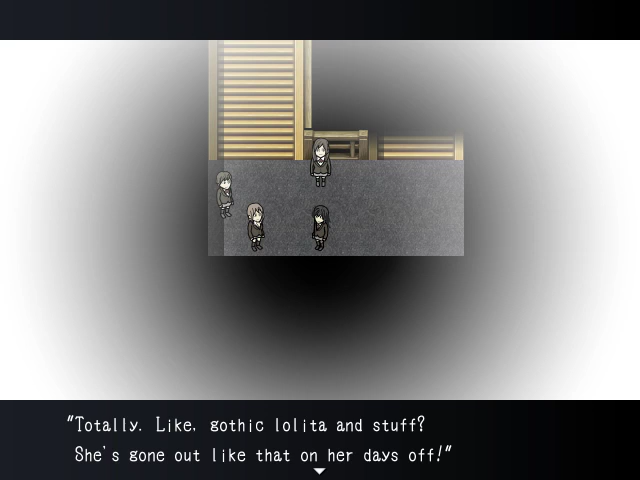 "Totally. Like, gothic lolita and stuff?
She's gone out like that on her days off!"